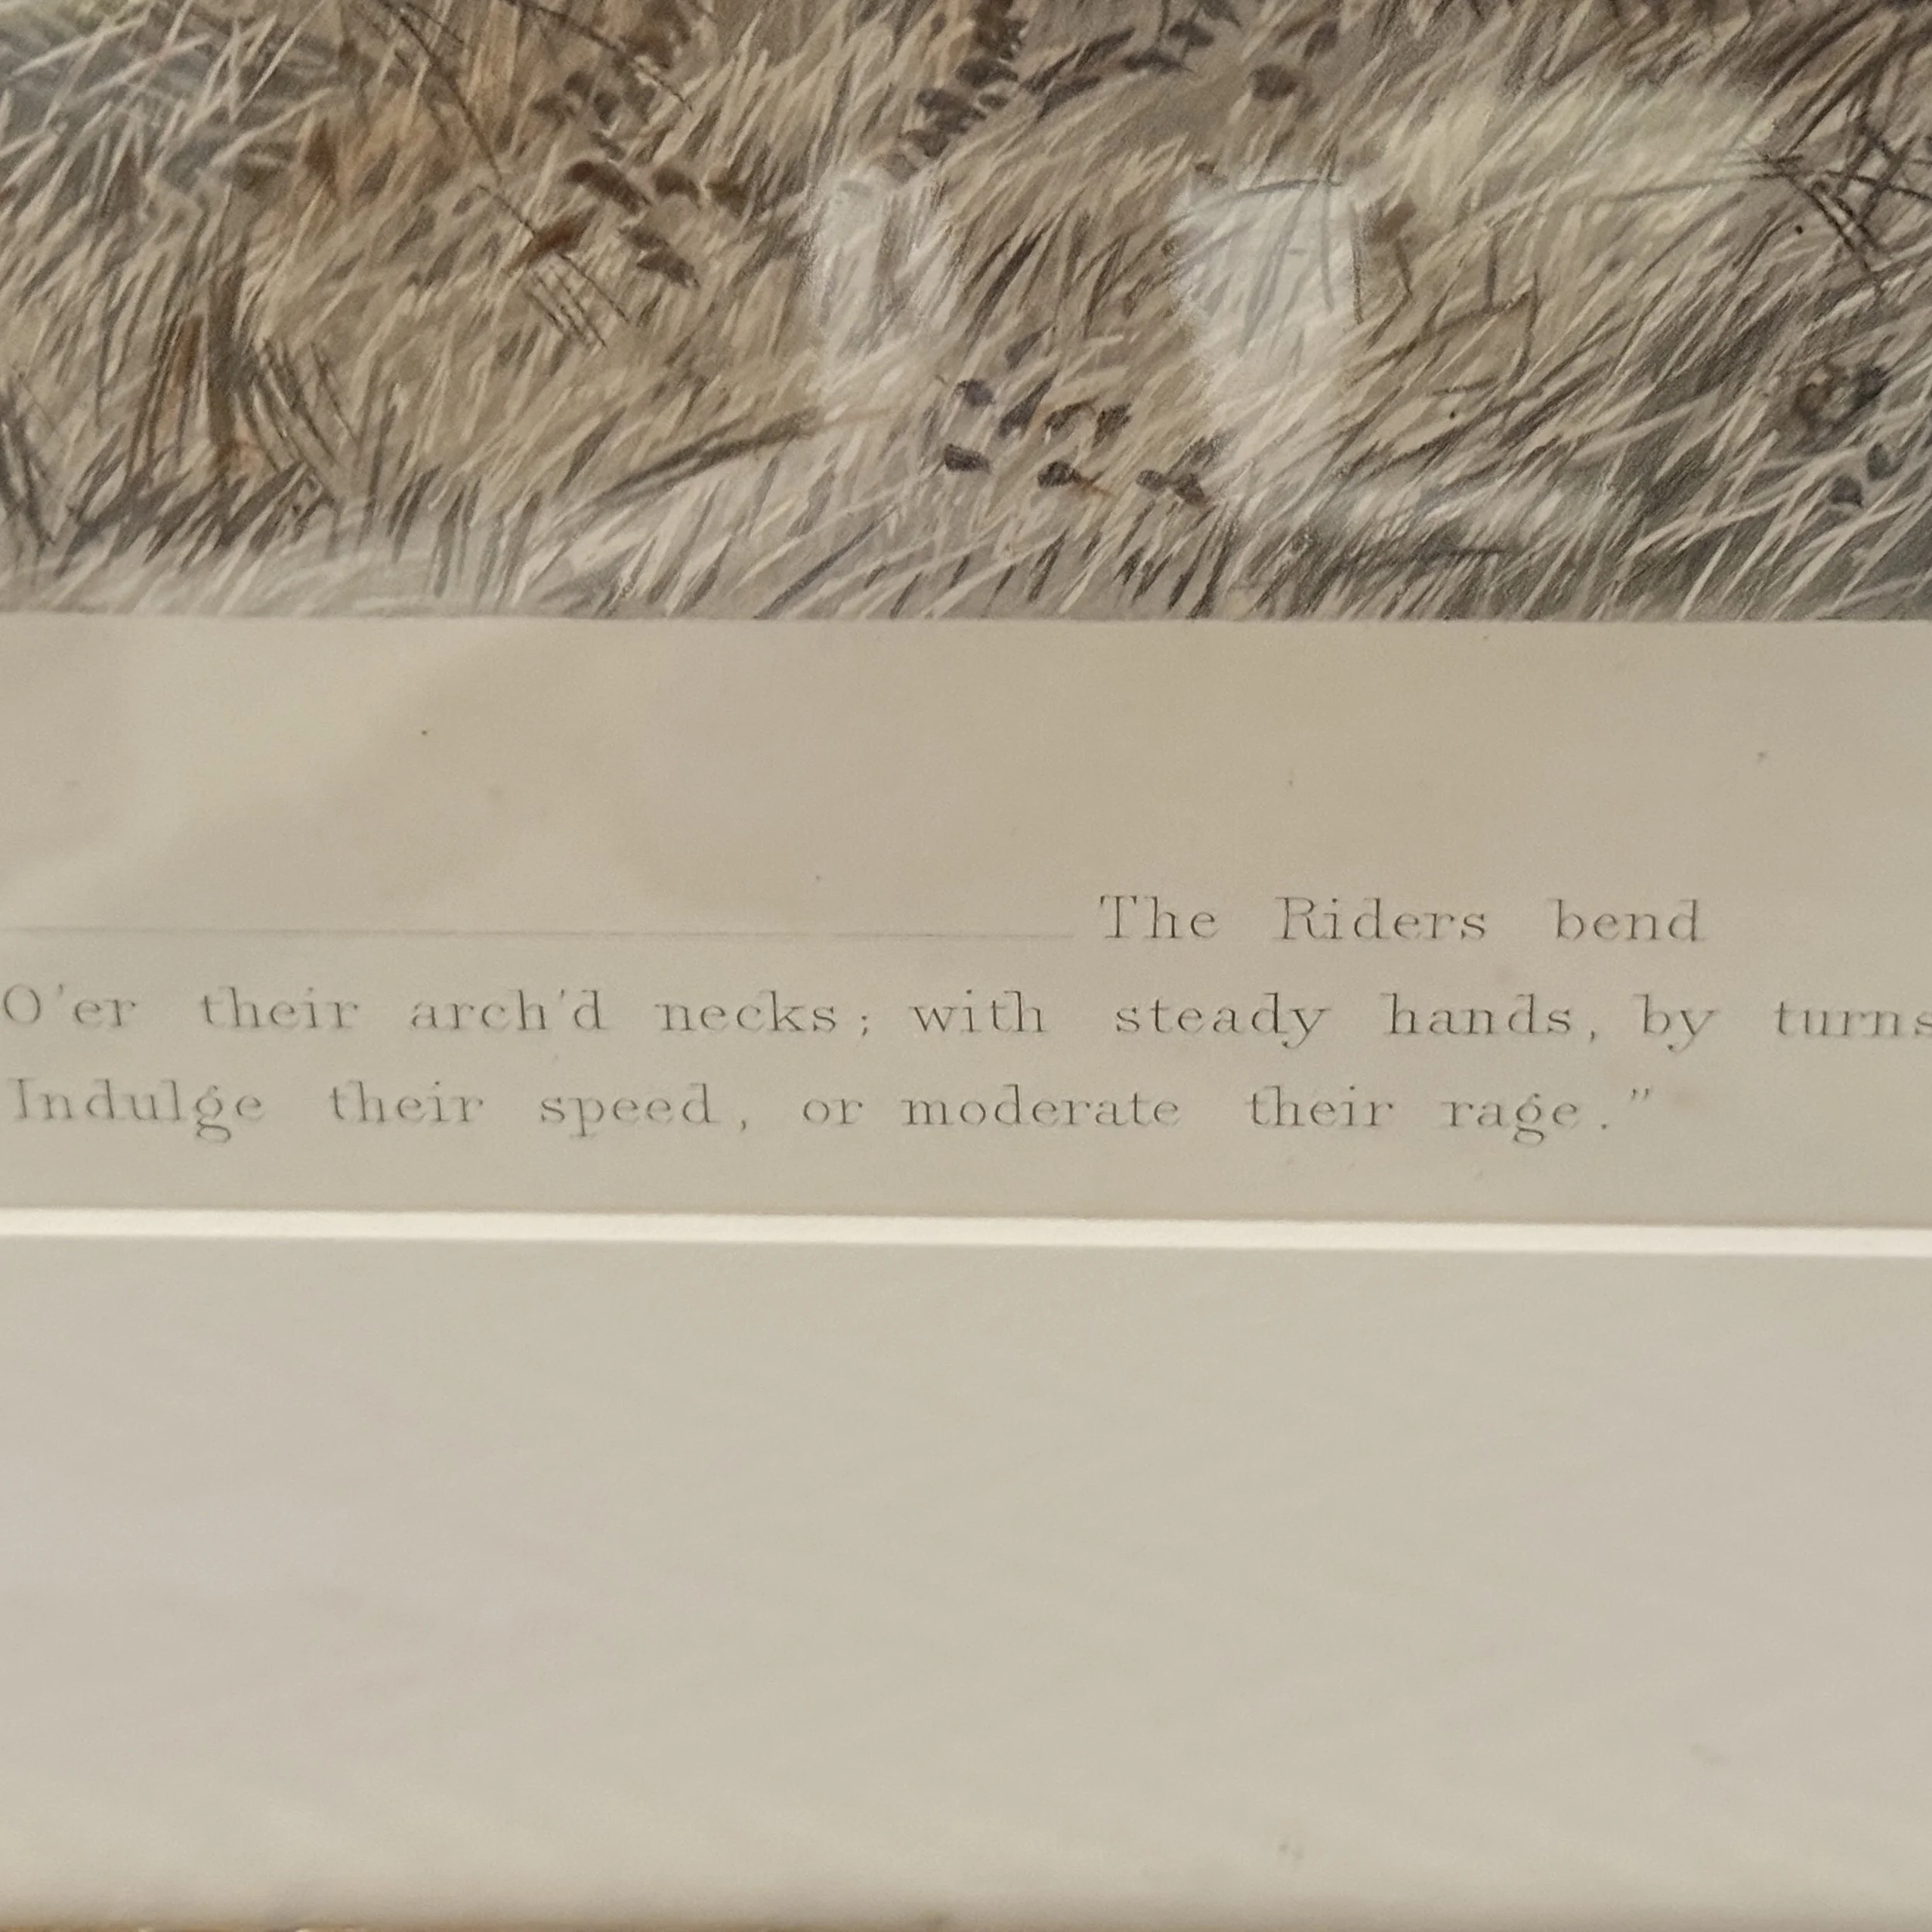 The Riders bend
O'er their arch'd necks; with steady hands, by turns
Indulge their speed, or moderate their rage."